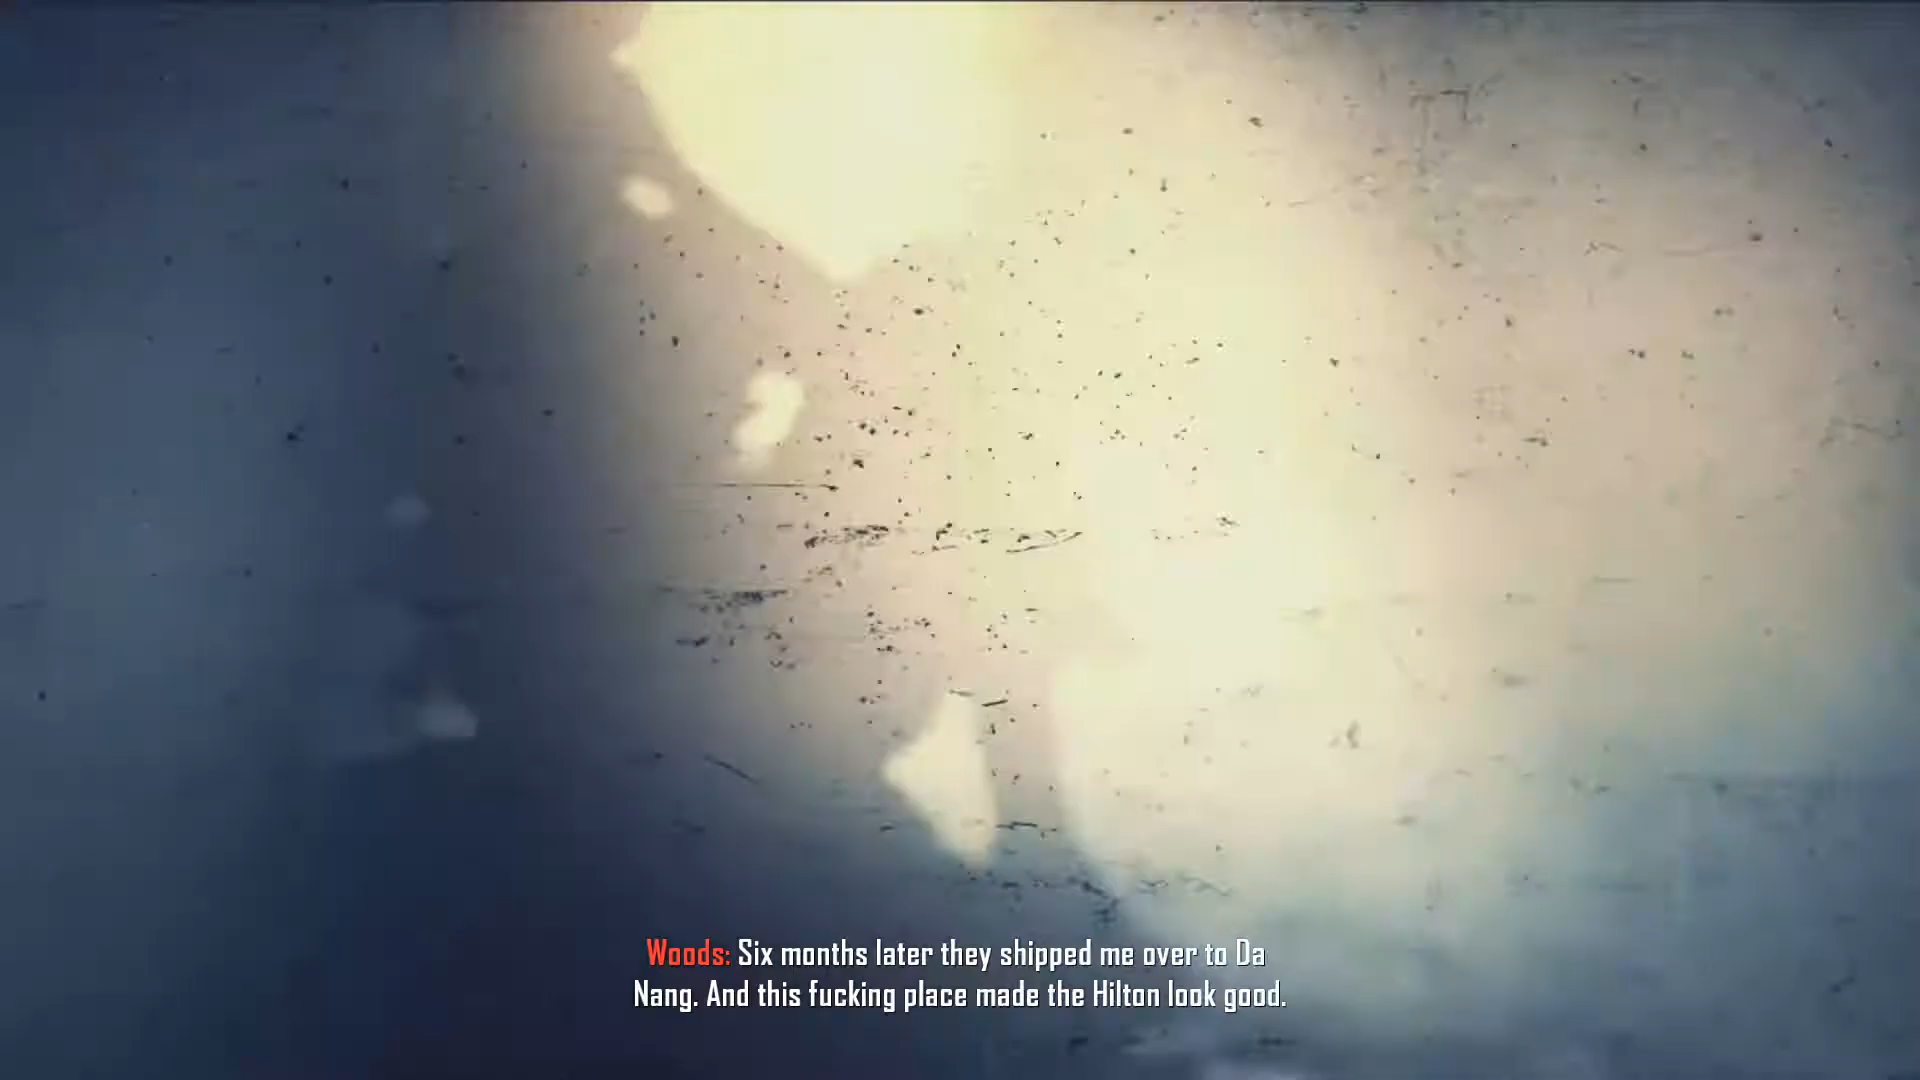 Woods: Six months later they shipped me over to Da
Nang. And this fucking place made the Hilton look good.